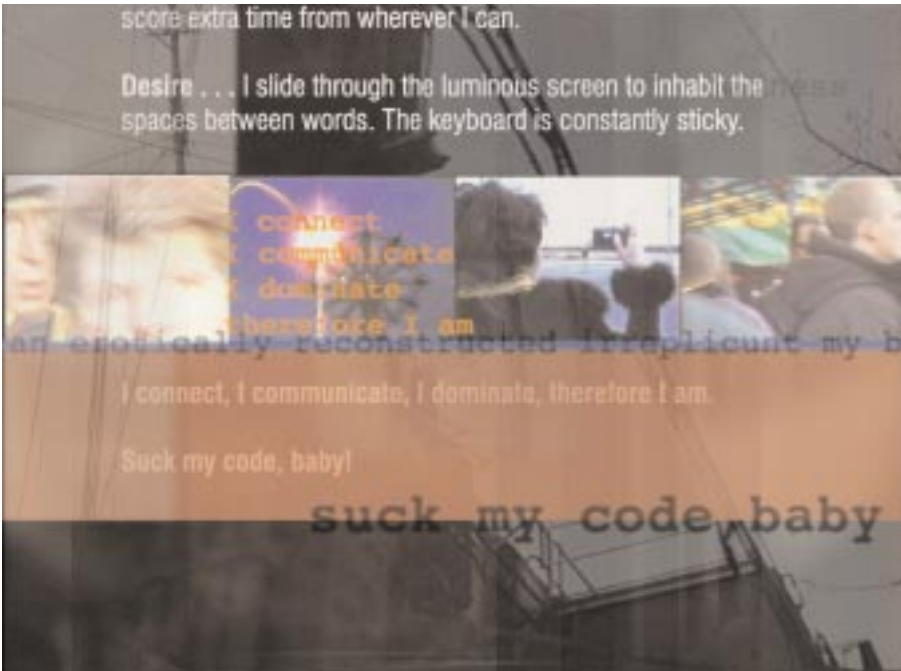 score extra time from wherever I can.
Desire . . . I slide through the luminous screen to inhabit the
ness
spaces between words. The keyboard is constantly sticky.
I connect
I communicate
I dominate
therefore I am
an erotically reconstructed irreplicunt my b
I connect, I communicate, I dominate, therefore I am.
Suck my code, baby!
suck my code baby